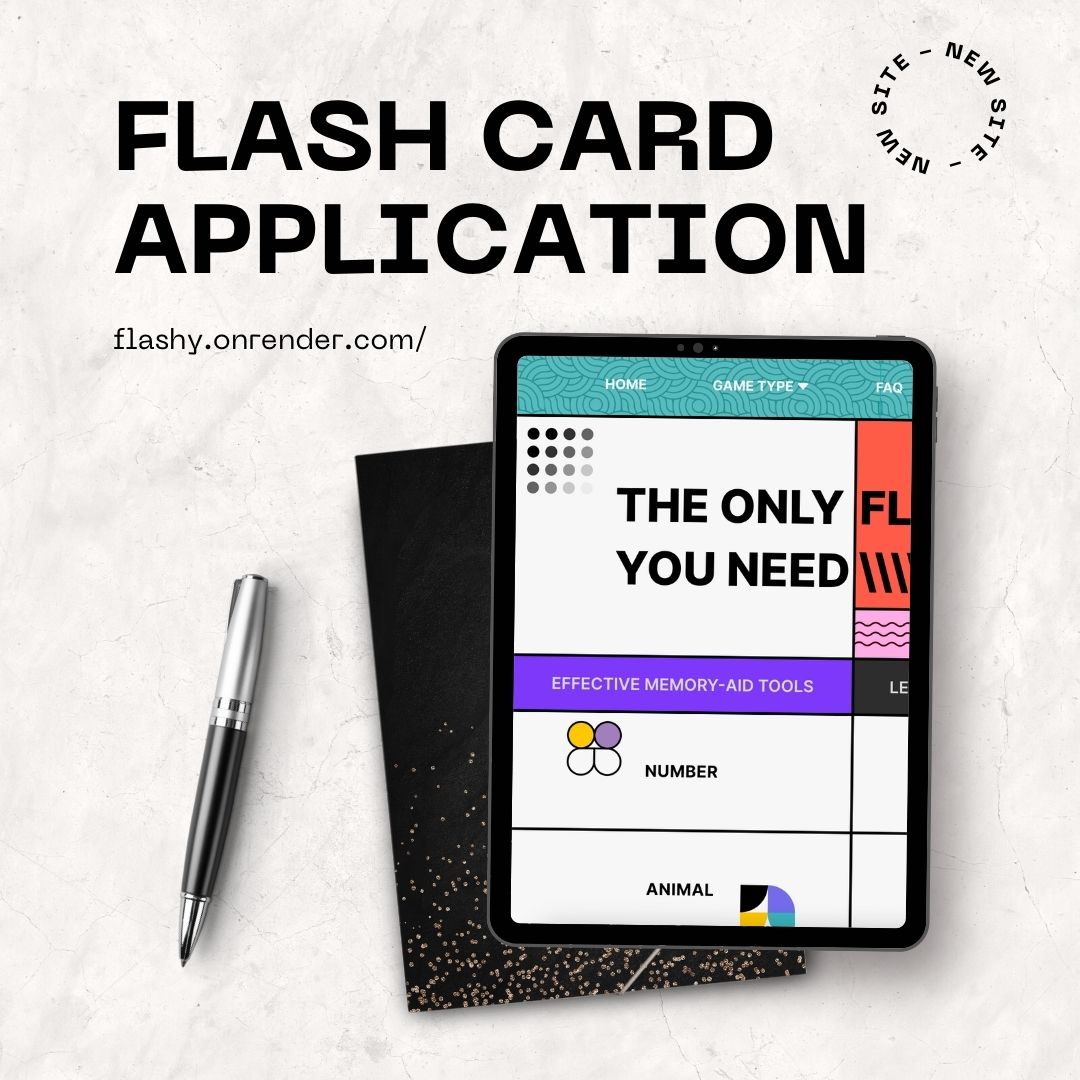 FLASH CARD
APPLICATION
NEW SITE - NEW SITE - 
flashy.onrender.com/
HOME
GAME TYPE
FAQ
THE ONLY FL
YOU NEED
EFFECTIVE MEMORY-AID TOOLS
LE
NUMBER
ANIMAL